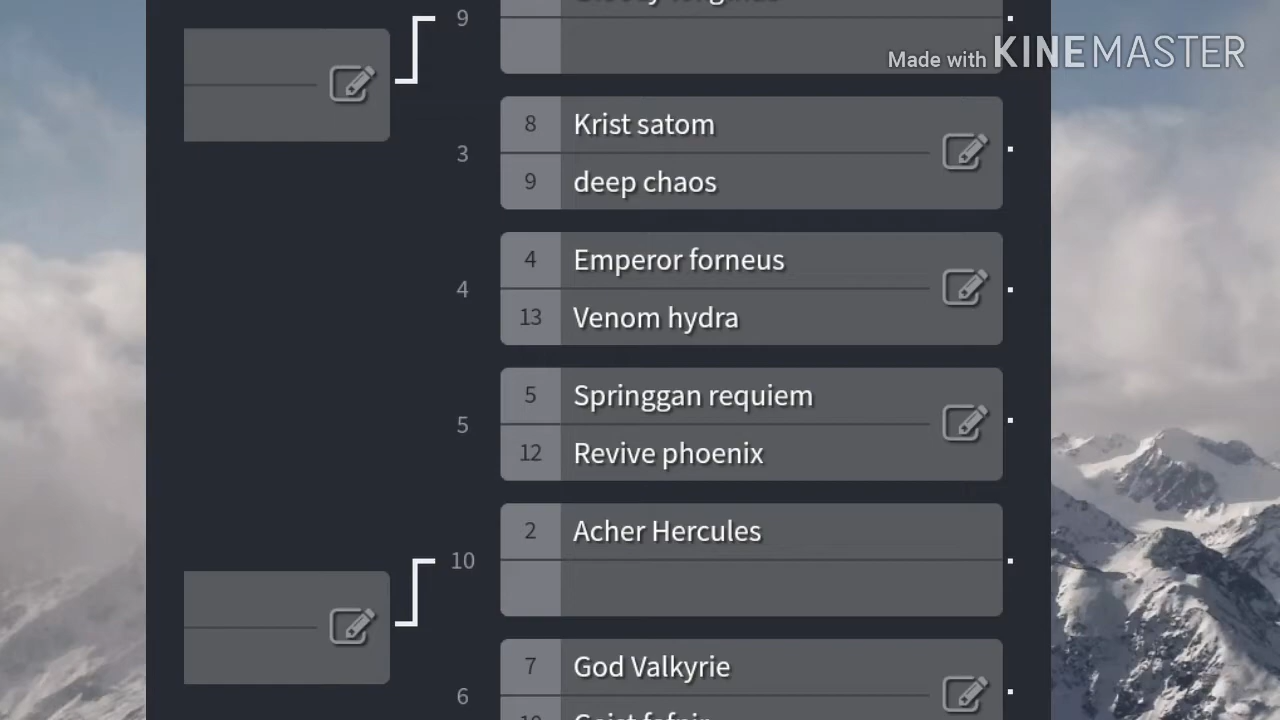 9
Made with KINEMASTER
8 Krist satom
3
9 deep chaos
4 Emperor forneus
4
13 Venom hydra
5 Springgan requiem
5
12 Revive phoenix
2 Acher Hercules
10
7 God Valkyrie
6